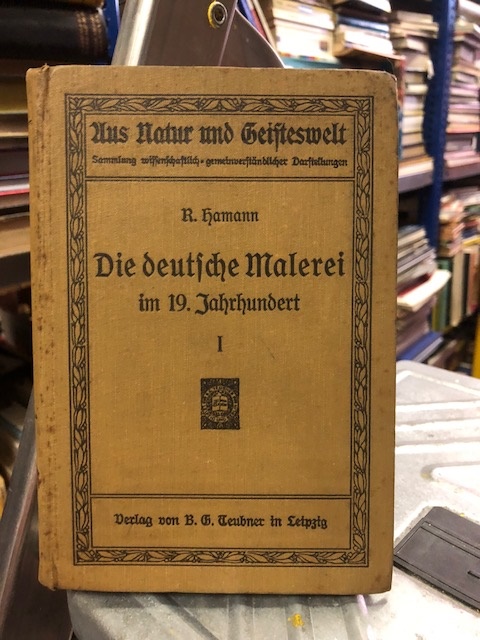 Aus Natur und Geisteswelt
Sammlung wissenschaftlich-gemeinverständlicher Darstellungen
R. Hamann
Die deutsche Malerei
im 19. Jahrhundert
I
Verlag von B. G. Teubner in Leipzig